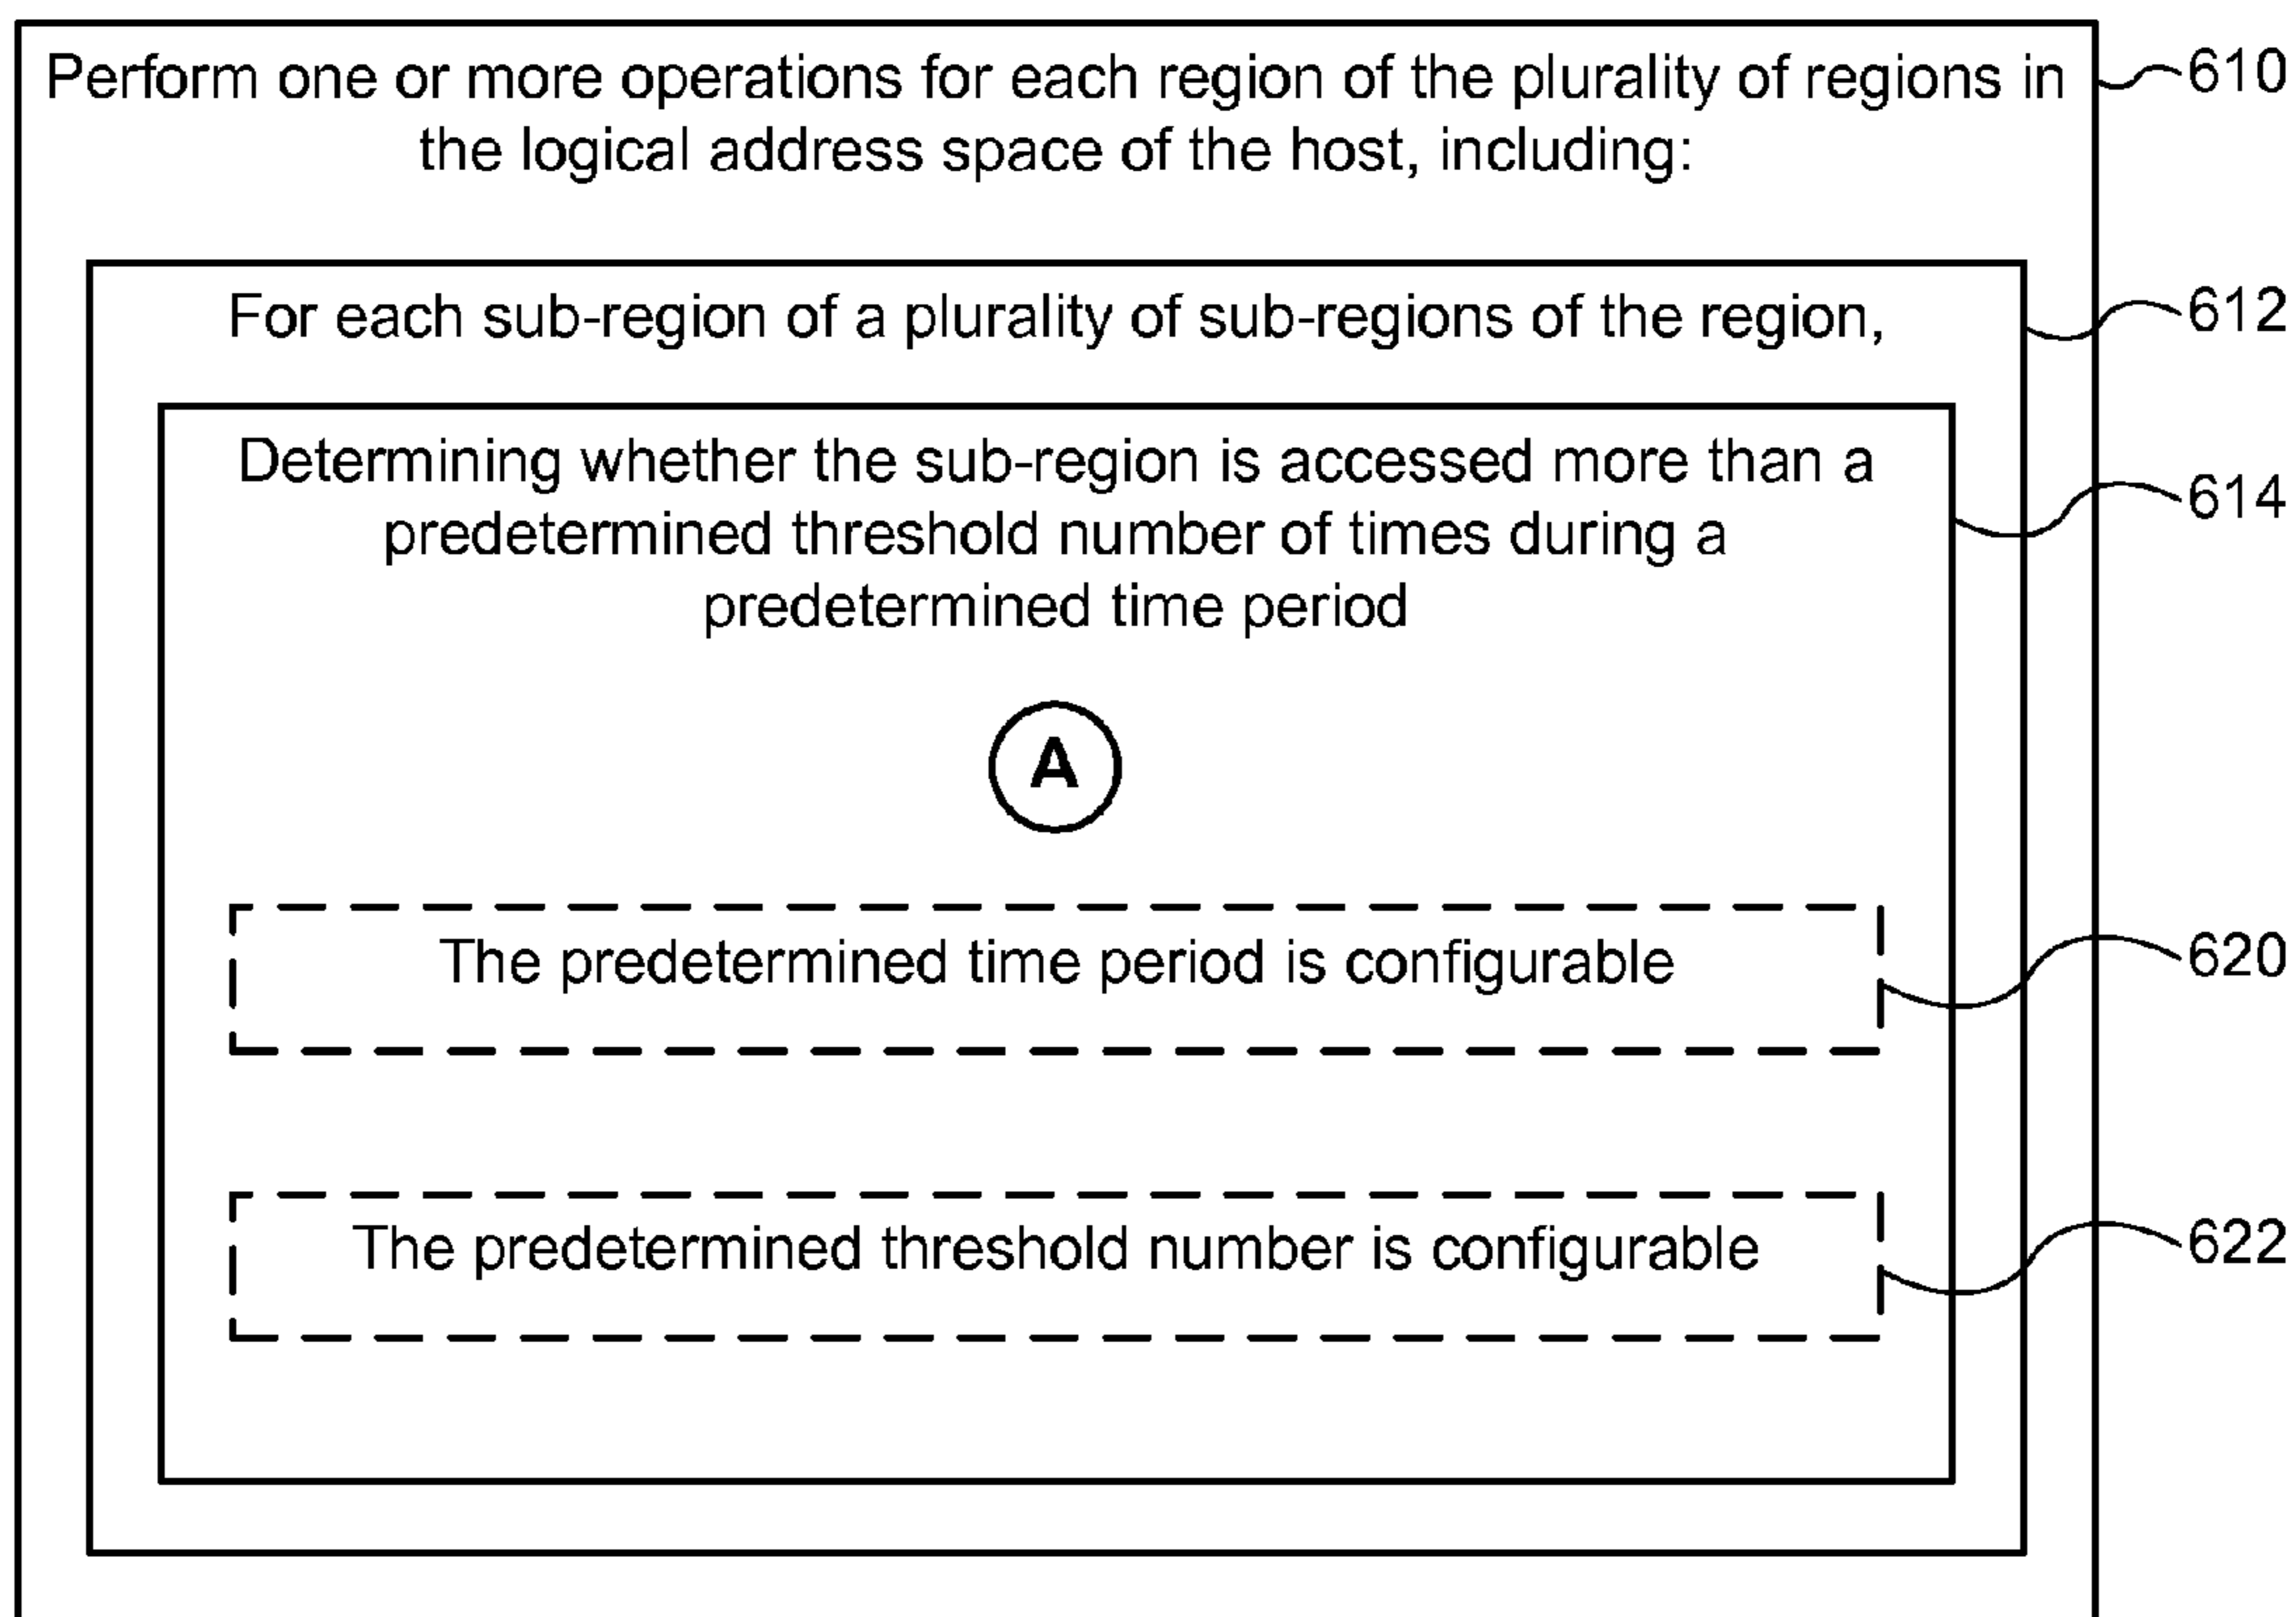 Perform one or more operations for each region of the plurality of regions in
the logical address space of the host, including:
610
For each sub-region of a plurality of sub-regions of the region,
612
Determining whether the sub-region is accessed more than a
predetermined threshold number of times during a
predetermined time period
614
A
The predetermined time period is configurable
620
The predetermined threshold number is configurable
622